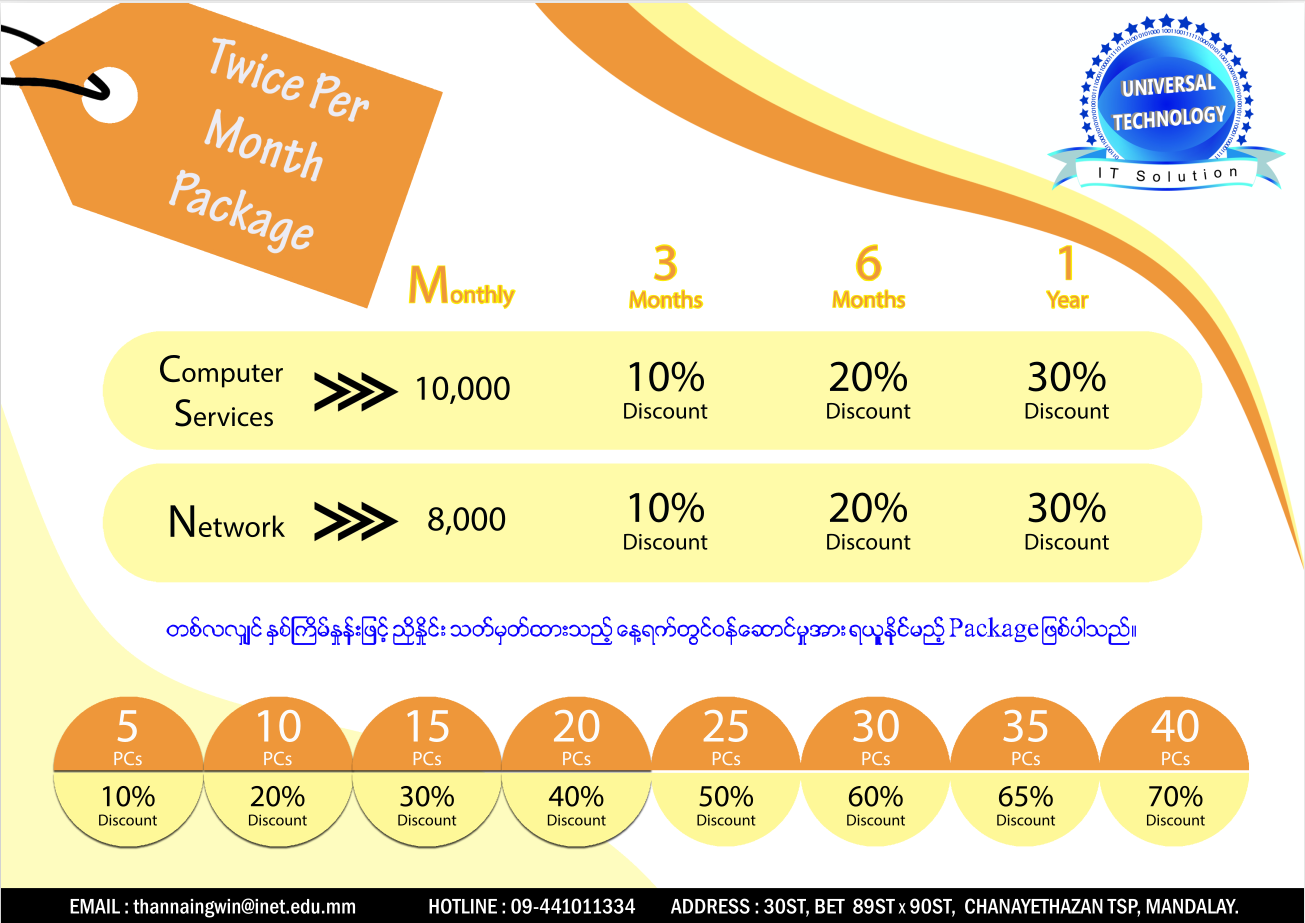 Twice Per
Month
Package
UNIVERSAL
TECHNOLOGY
IT Solution
Monthly
3
Months
6
Months
1
Year
Computer
Services
10,000
10%
Discount
20%
Discount
30%
Discount
Network
8,000
10%
Discount
20%
Discount
30%
Discount
တစ်လလျှင် နှစ်ကြိမ်နှုန်းဖြင့် ညှိနှိုင်း သတ်မှတ်ထားသည့် နေ့ရက်တွင်ဝန်ဆောင်မှုအား ရယူနိုင်မည့် Package ဖြစ်ပါသည်။
5
PCs
10%
Discount
10
PCs
20%
Discount
15
PCs
30%
Discount
20
PCs
40%
Discount
25
PCs
50%
Discount
30
PCs
60%
Discount
35
PCs
65%
Discount
40
PCs
70%
Discount
EMAIL : thannaingwin@inet.edu.mm HOTLINE : 09-441011334 ADDRESS : 30ST, BET 89ST x 90ST, CHANAYETHAZAN TSP, MANDALAY.